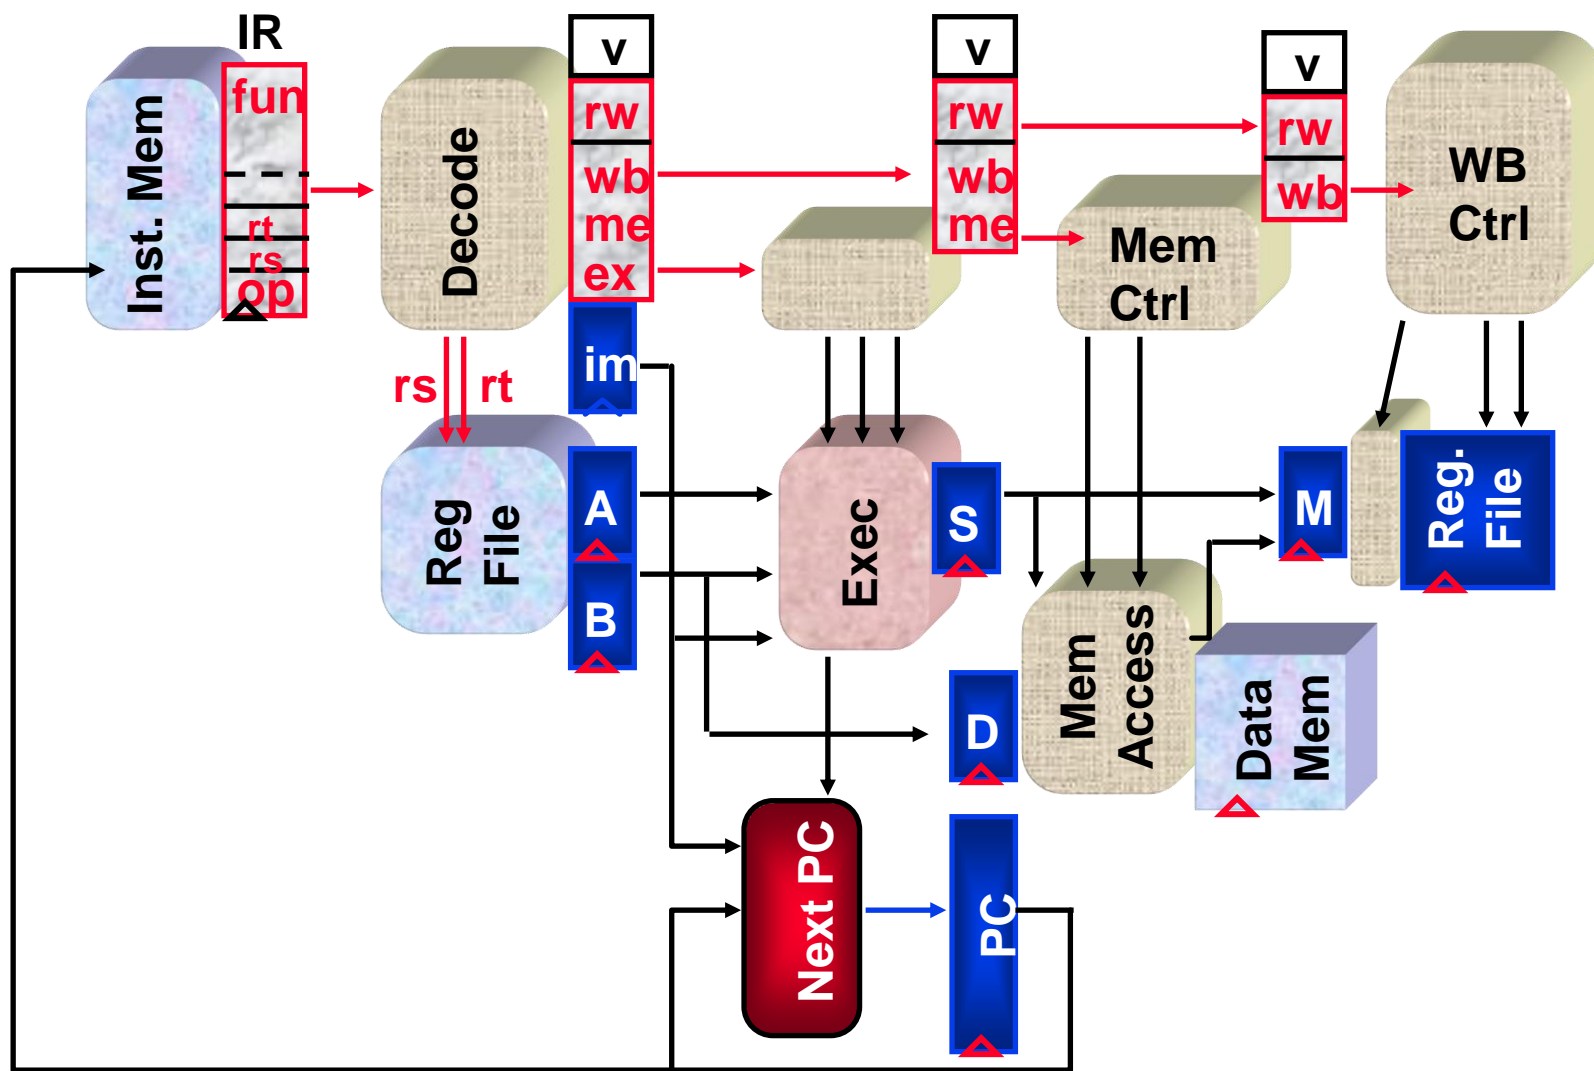 IR
fun
rt
rs
op
Inst. Mem
Decode
v
rw
wb
me
ex
im
v
rw
wb
me
v
rw
wb
Mem
Ctrl
WB
Ctrl
rs
rt
Reg
File
A
B
Exec
S
D
Mem
Access
Data
Mem
M
Reg.
File
Next PC
PC